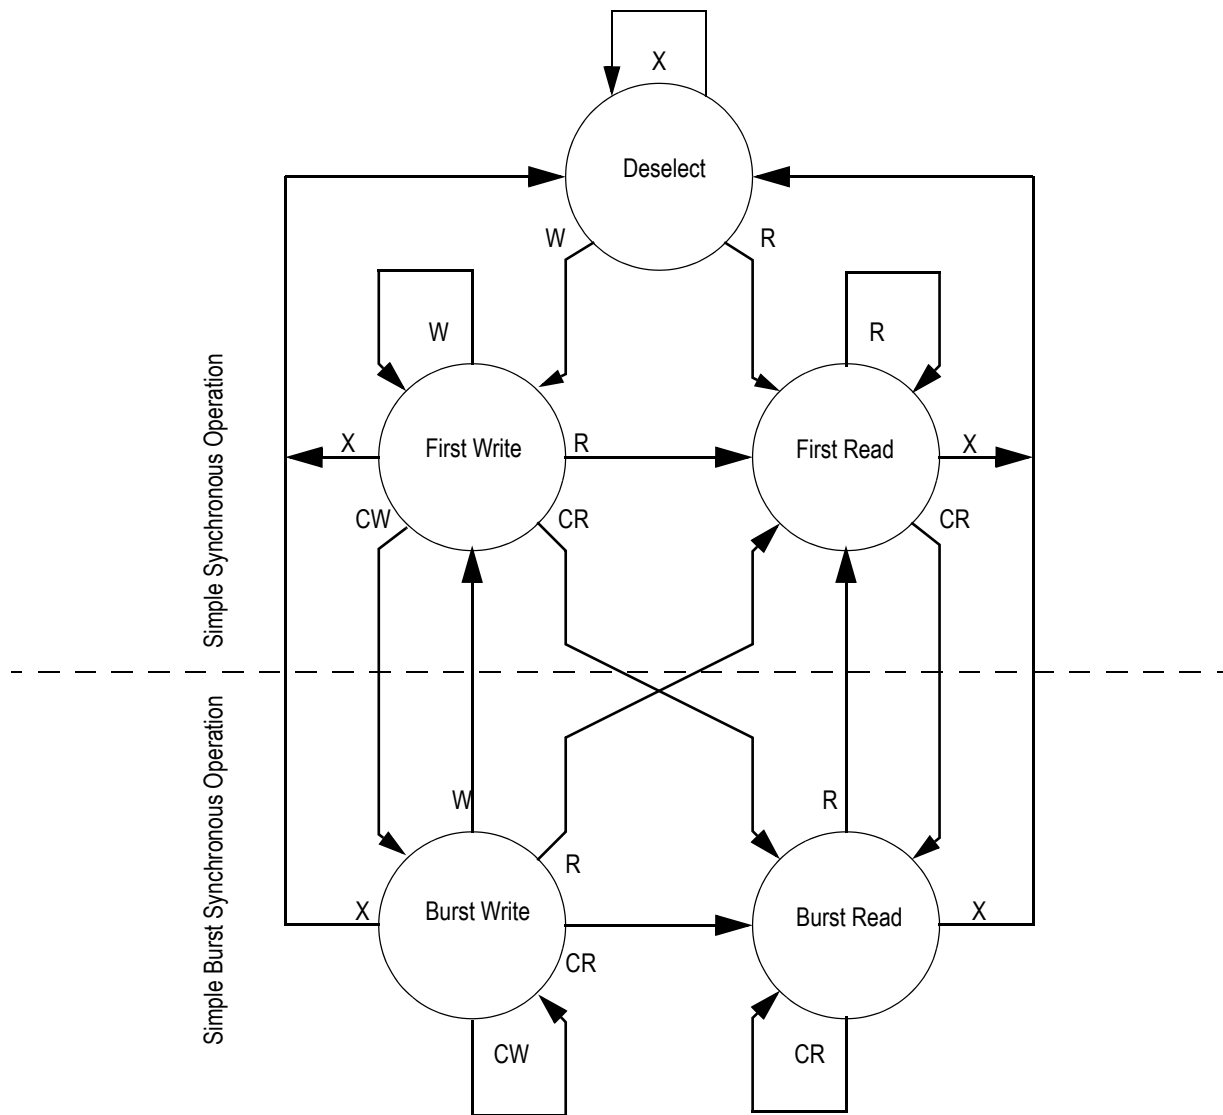 X
Deselect
W
R
W
R
Simple Synchronous Operation
X
First Write
R
First Read
X
CW
CR
CR
Simple Burst Synchronous Operation
W
R
R
X
Burst Write
Burst Read
X
CR
CW
CR